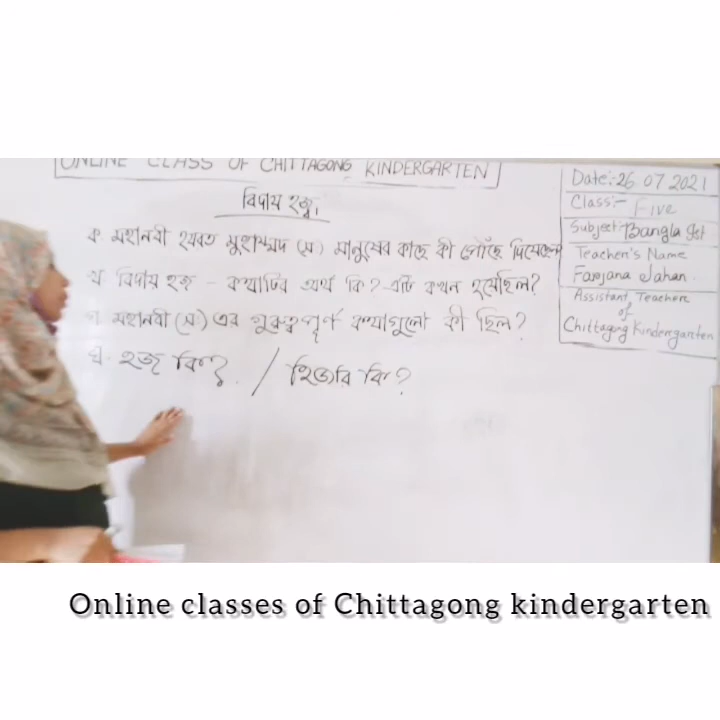 ONLINE CLASS OF CHITTAGONG KINDERGARTEN
বিদায় হজ্ব।
ক. মহানবী হযরত মুহাম্মদ (স:) মানুষের কাছে কী পৌঁছে দিয়েছেন
খ. বিদায় হজ্ব - কথাটির অর্থ কি? এটি কখন হয়েছিল?
গ. মহানবী (স:) এর গুরুত্বপূর্ণ কথাগুলো কী ছিল?
ঘ. হজ কি? / হিজরি কি?
Date:- 26.07.2021
Class:- Five
Subject:- Bangla 1st
Teacher's Name
Farjana Jahan.
Assistant, Teacher
of
Chittagong Kindergarten
Online classes of Chittagong kindergarten